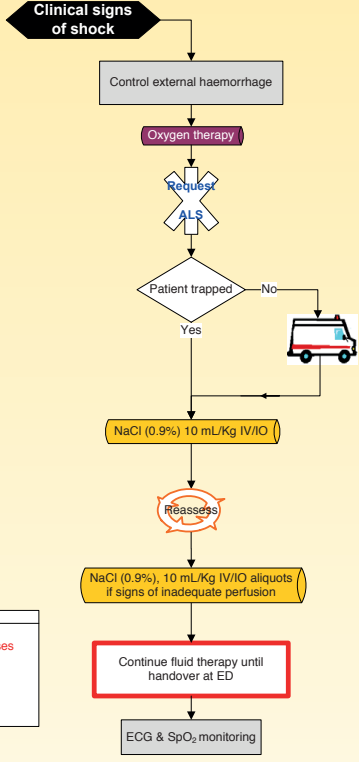 Clinical signs
of shock
Control external haemorrhage
Oxygen therapy
Request
ALS
Patient trapped
No
Yes
NaCl (0.9%) 10 mL/Kg IV/IO
Reassess
NaCl (0.9%), 10 mL/Kg IV/IO aliquots
if signs of inadequate perfusion
Continue fluid therapy until
handover at ED
ECG & SpO₂ monitoring